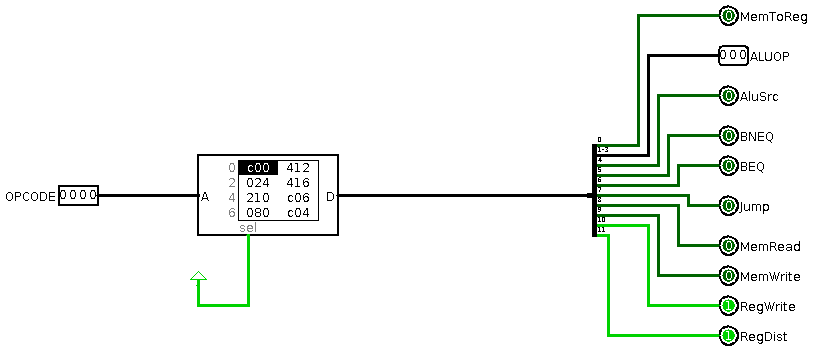 MemToReg
000 ALUOP
AluSrc
0
BNEQ
0
BEQ
0
Jump
0
MemRead
0
MemWrite
0
1 RegWrite
1 RegDist
OPCODE 0000
A
D
0 c00 412
2 024 416
4 210 c06
6 080 c04
sel
0
1-3
4
5
6
7
8
9
10
11